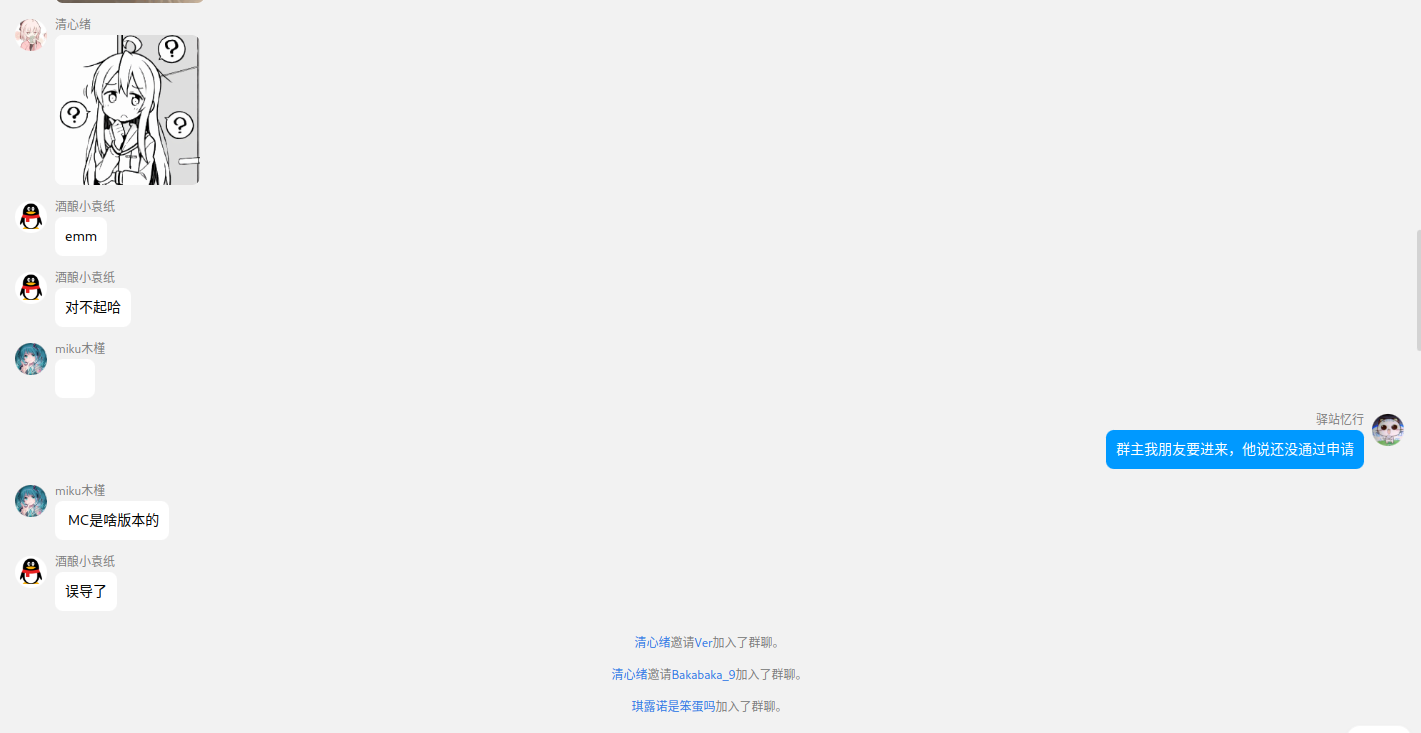 清心绪
?
?
?
酒酿小袁纸
emm
酒酿小袁纸
对不起哈
miku木槿
驿站忆行
群主我朋友要进来，他说还没通过申请
miku木槿
MC是啥版本的
酒酿小袁纸
误导了
清心绪邀请Ver加入了群聊。
清心绪邀请Bakabaka_9加入了群聊。
琪露诺是笨蛋吗加入了群聊。